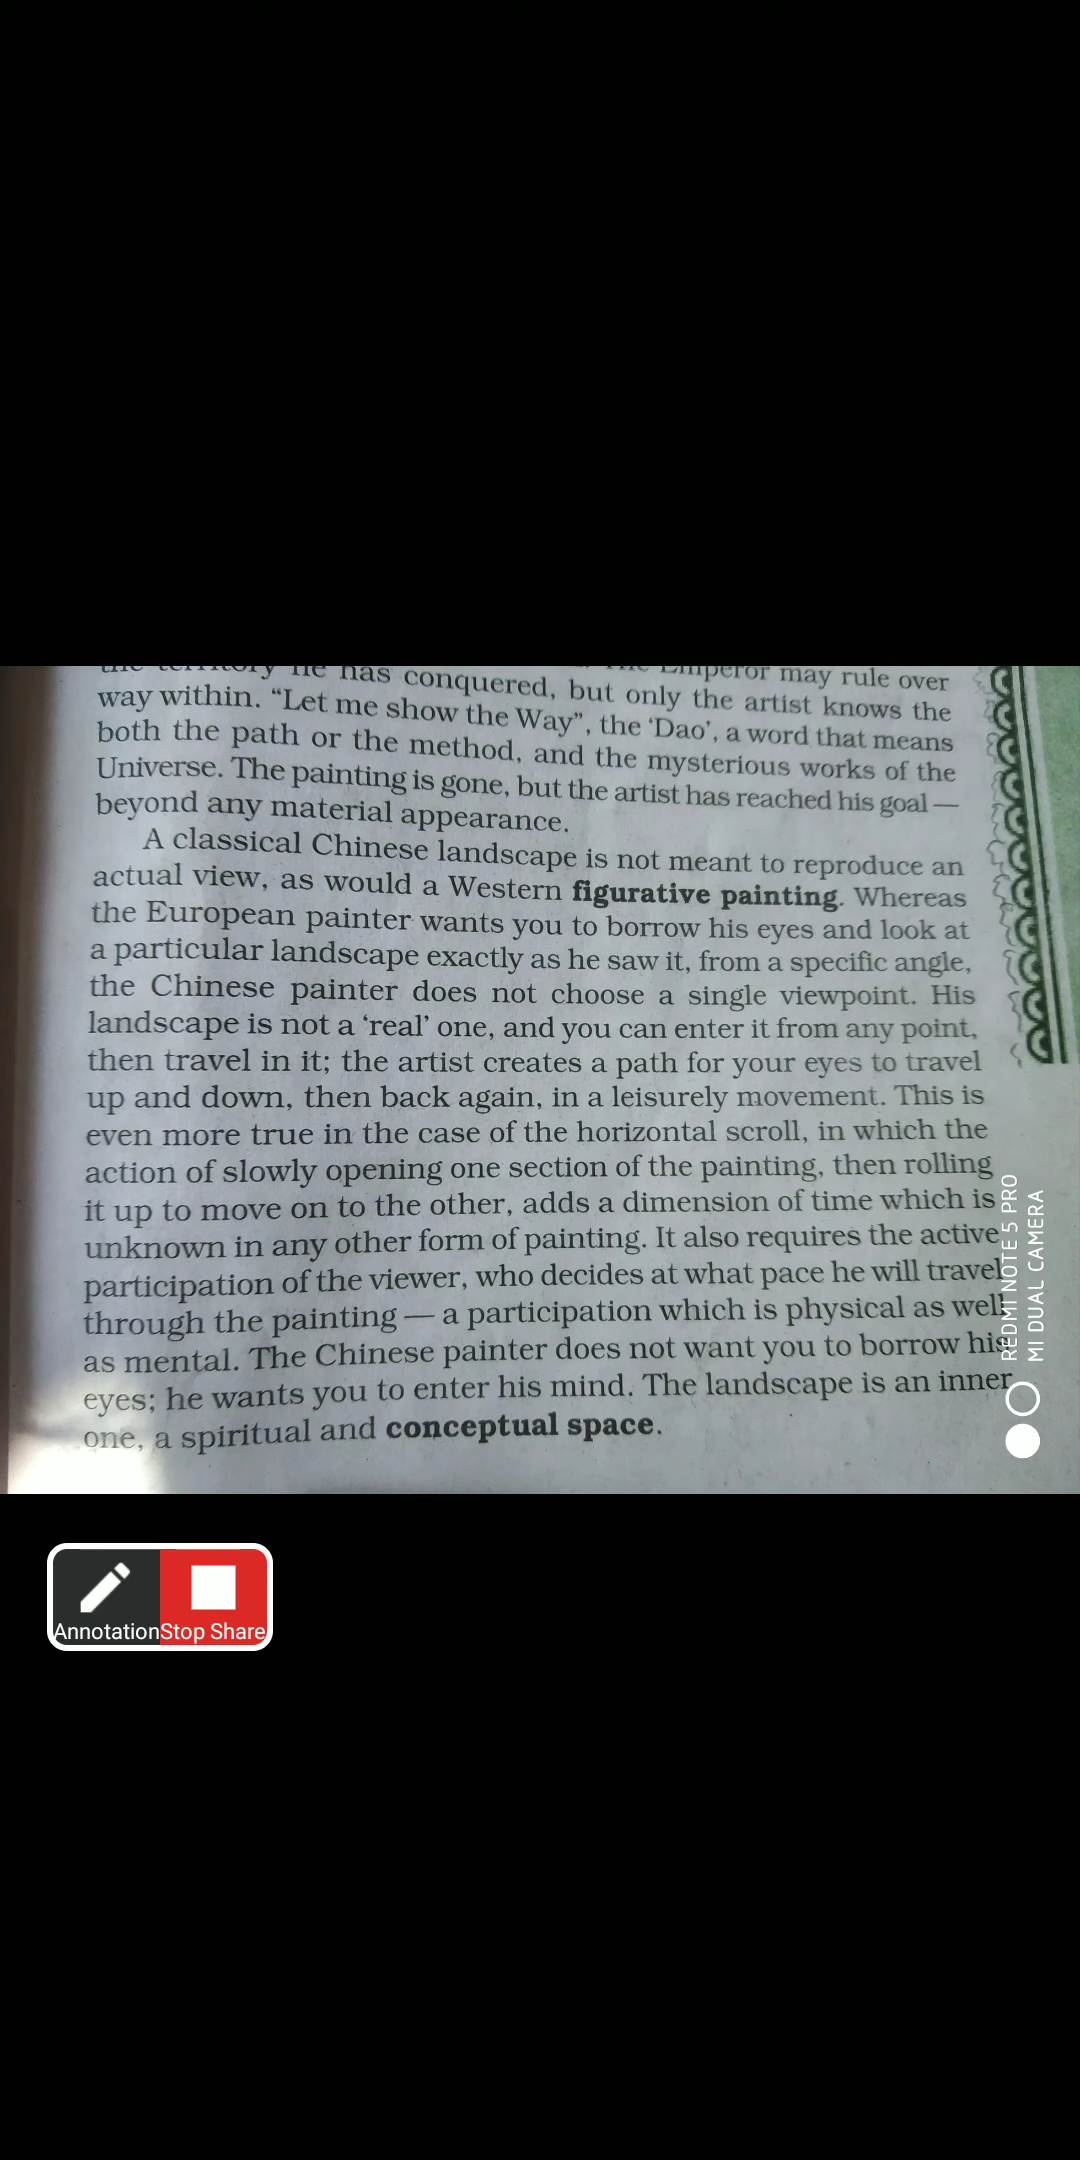 the territory he has conquered, but only the artist knows the
Emperor may rule over
way within. “Let me show the Way”, the ‘Dao’, a word that means
both the path or the method, and the mysterious works of the
Universe. The painting is gone, but the artist has reached his goal —
beyond any material appearance.
A classical Chinese landscape is not meant to reproduce an
actual view, as would a Western figurative painting. Whereas
the European painter wants you to borrow his eyes and look at
a particular landscape exactly as he saw it, from a specific angle,
the Chinese painter does not choose a single viewpoint. His
landscape is not a ‘real’ one, and you can enter it from any point,
then travel in it; the artist creates a path for your eyes to travel
up and down, then back again, in a leisurely movement. This is
even more true in the case of the horizontal scroll, in which the
action of slowly opening one section of the painting, then rolling
it up to move on to the other, adds a dimension of time which is
unknown in any other form of painting. It also requires the active
participation of the viewer, who decides at what pace he will travel
through the painting — a participation which is physical as well
as mental. The Chinese painter does not want you to borrow his
eyes; he wants you to enter his mind. The landscape is an inner
one, a spiritual and conceptual space.
REDMI NOTE 5 PRO
MI DUAL CAMERA
Annotation
Stop Share